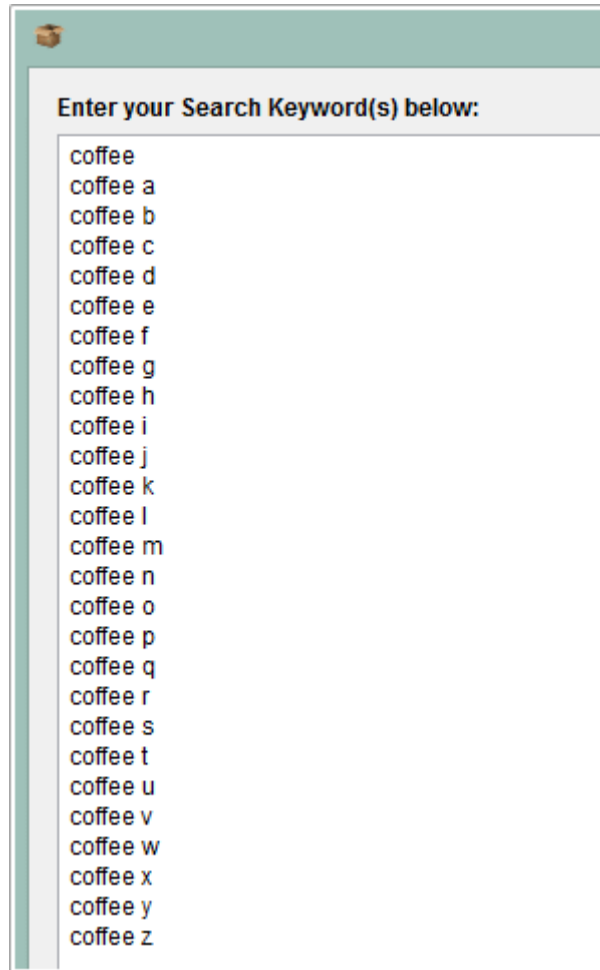 Enter your Search Keyword(s) below:
coffee
coffee a
coffee b
coffee c
coffee d
coffee e
coffee f
coffee g
coffee h
coffee i
coffee j
coffee k
coffee l
coffee m
coffee n
coffee o
coffee p
coffee q
coffee r
coffee s
coffee t
coffee u
coffee v
coffee w
coffee x
coffee y
coffee z